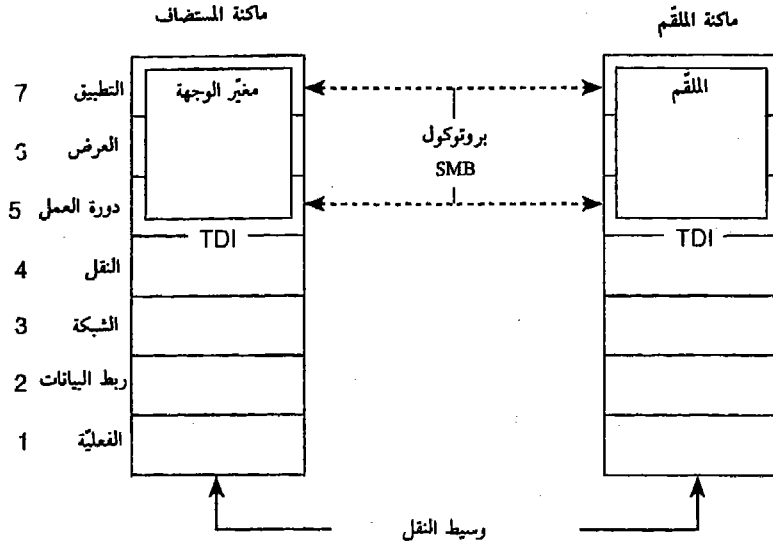 ماكنة المستضاف
ماكنة الملقّم
7 التطبيق
مغيّر الوجهة
الملقّم
بروتوكول
SMB
6 العرض
5 دورة العمل
TDI
TDI
4 النقل
3 الشبكة
2 ربط البيانات
1 الفعليّة
وسيط النقل